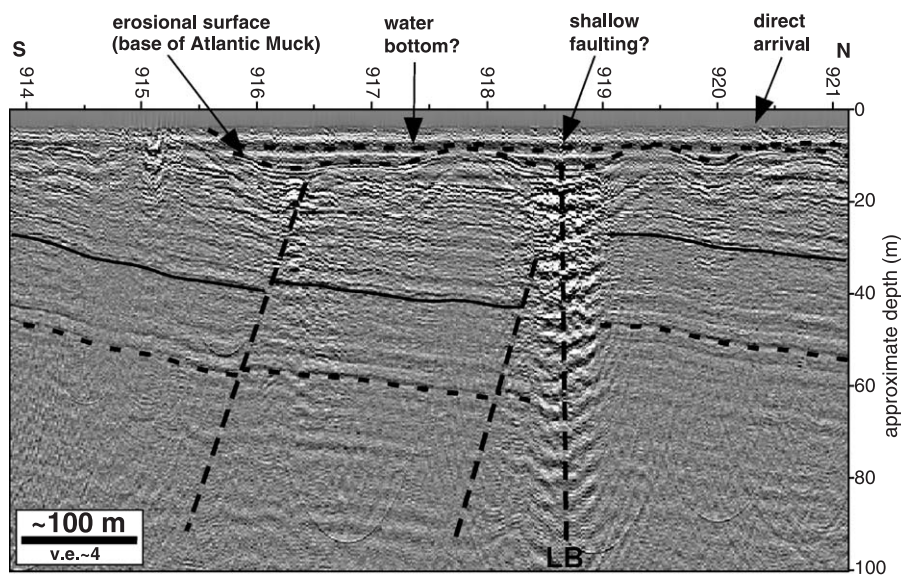 erosional surface
(base of Atlantic Muck)
water
bottom?
shallow
faulting?
direct
arrival
S
N
914
915
916
917
918
919
920
921
0
20
40
60
80
100
approximate depth (m)
~100 m
v.e.~4
LB